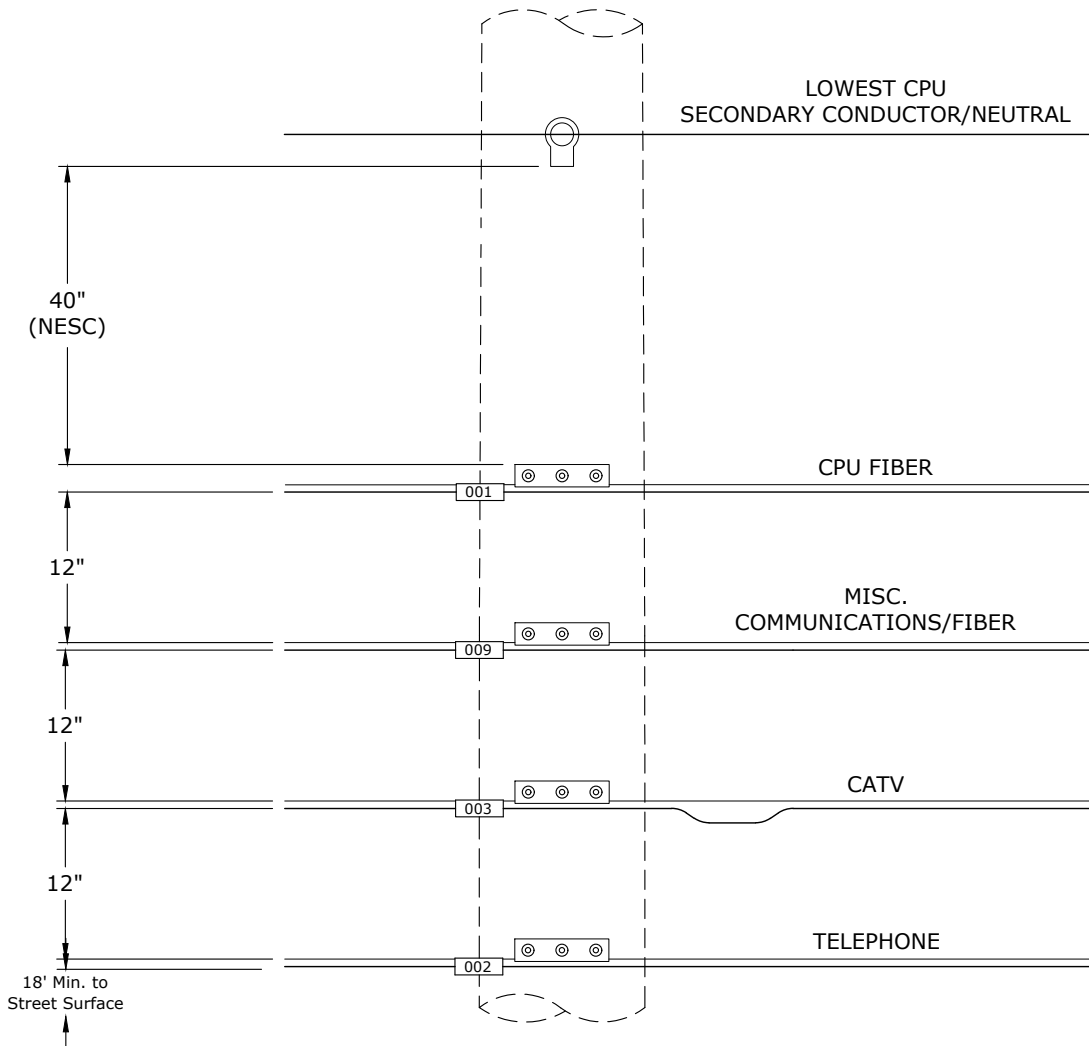 LOWEST CPU
SECONDARY CONDUCTOR/NEUTRAL
40"
(NESC)
CPU FIBER
001
12"
MISC.
COMMUNICATIONS/FIBER
009
12"
CATV
003
12"
TELEPHONE
002
18' Min. to
Street Surface